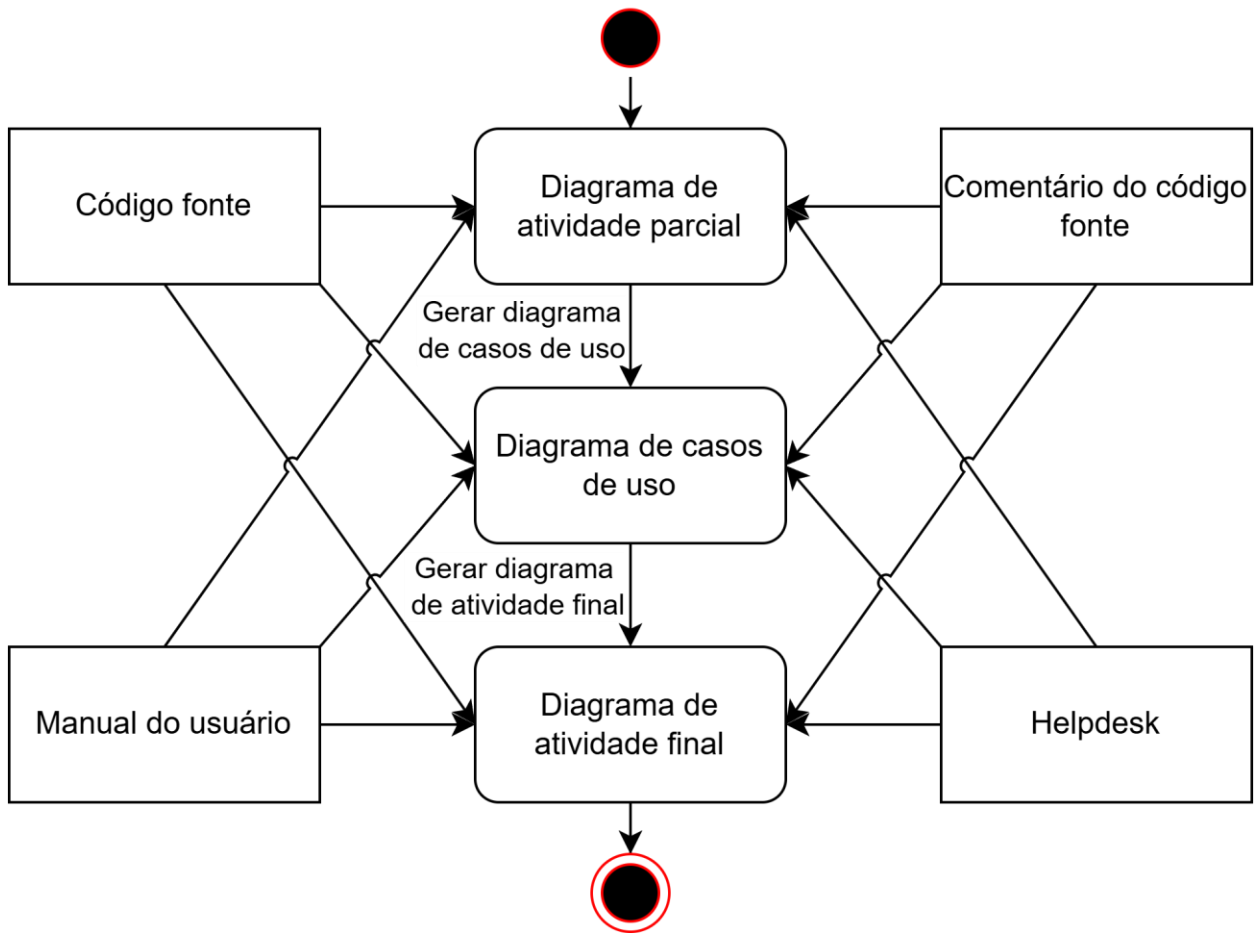 Código fonte
Diagrama de
atividade parcial
Comentário do código
fonte
Gerar diagrama
de casos de uso
Diagrama de casos
de uso
Gerar diagrama
de atividade final
Manual do usuário
Diagrama de
atividade final
Helpdesk